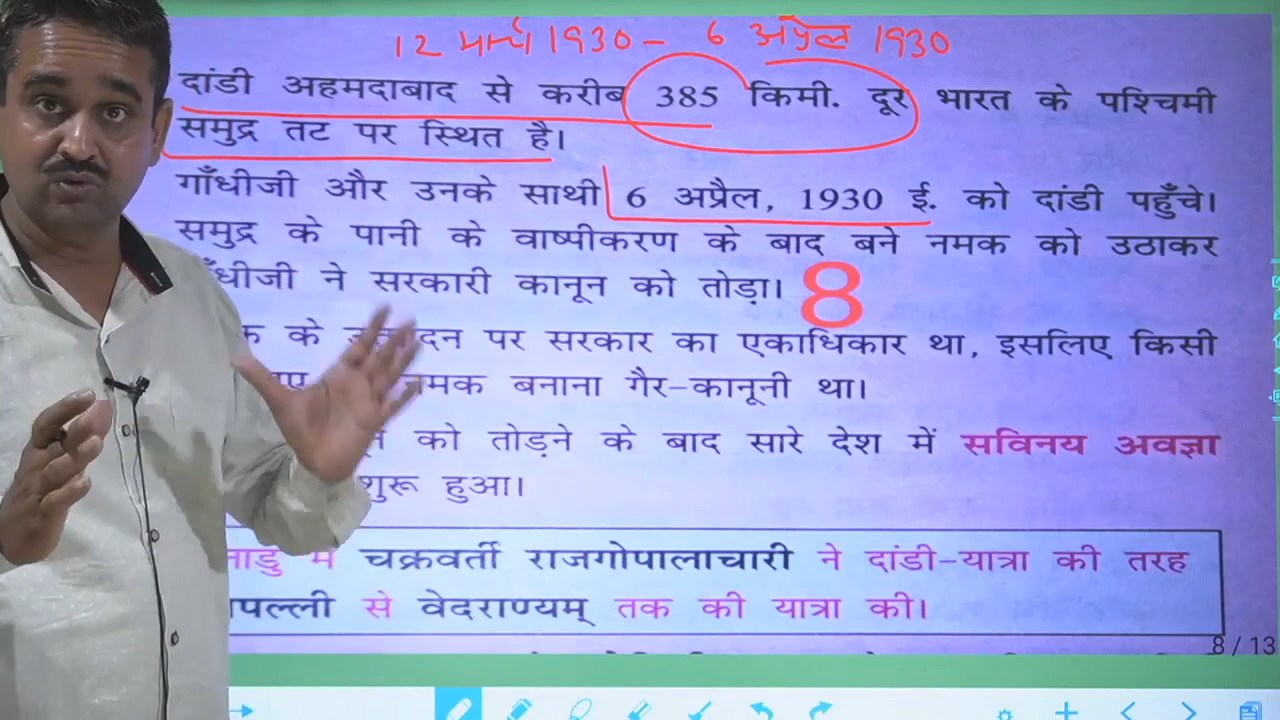 12 मार्च 1930 - 6 अप्रैल 1930
दांडी अहमदाबाद से करीब 385 किमी. दूर भारत के पश्चिमी
समुद्र तट पर स्थित है।
गाँधीजी और उनके साथी 6 अप्रैल, 1930 ई. को दांडी पहुँचे।
समुद्र के पानी के वाष्पीकरण के बाद बने नमक को उठाकर
ँधीजी ने सरकारी कानून को तोड़ा। 8
के पर सरकार का एकाधिकार था, इसलिए किसी
नमक बनाना गैर-कानूनी था।
को तोड़ने के बाद सारे देश में सविनय अवज्ञा
शुरू हुआ।
नाडु में चक्रवर्ती राजगोपालाचारी ने दांडी-यात्रा की तरह
पल्ली से वेदराण्यम् तक की यात्रा की।
8 / 13